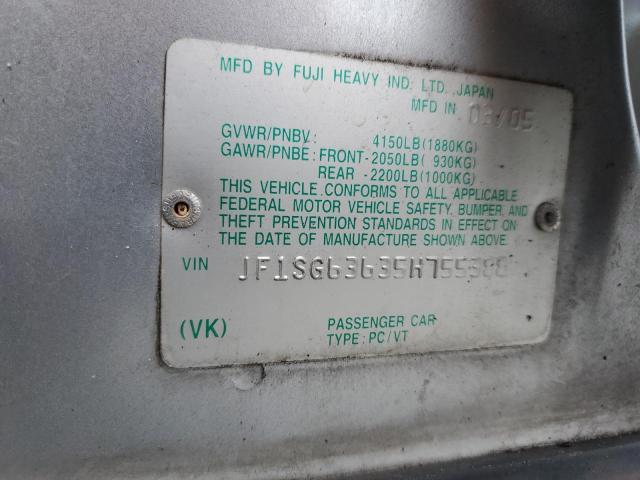 MFD BY FUJI HEAVY IND. LTD. JAPAN
MFD IN 03/05
GVWR/PNBV: 4150LB(1880KG)
GAWR/PNBE: FRONT-2050LB( 930KG)
REAR -2200LB(1000KG)
THIS VEHICLE CONFORMS TO ALL APPLICABLE
FEDERAL MOTOR VEHICLE SAFETY, BUMPER, AND
THEFT PREVENTION STANDARDS IN EFFECT ON
THE DATE OF MANUFACTURE SHOWN ABOVE.
VIN JF1SG63635H755388
(VK) PASSENGER CAR
TYPE: PC/VT